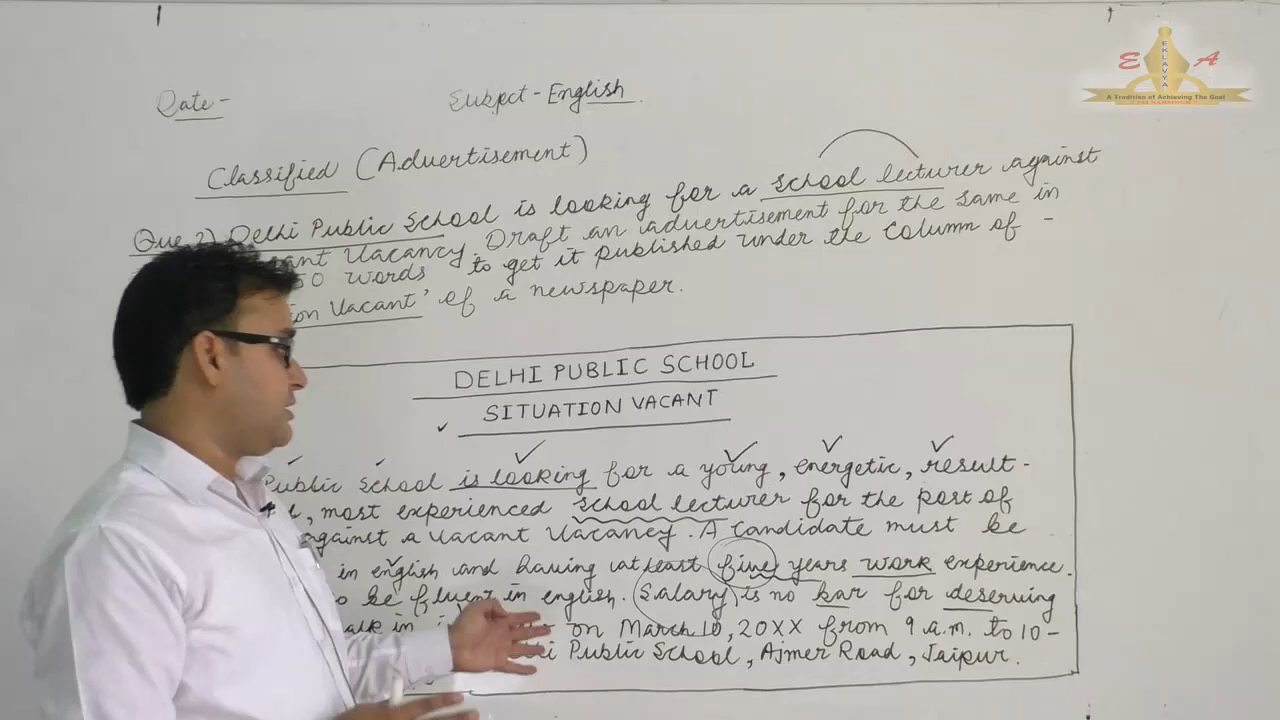 Date -
Subject - English
E EKLAVYA A
A Tradition of Achieving The Goal
Classified (Advertisement)
Que 2) Delhi Public School is looking for a school lecturer against
Vacancy. Draft an advertisement for the same in
50 words to get it published under the column of -
Vacant' of a newspaper.
DELHI PUBLIC SCHOOL
SITUATION VACANT
Public School is looking for a young, energetic, result-
, most experienced school lecturer for the post of
against a vacant vacancy. A candidate must be
in english and having atleast five years work experience.
be fluent in english. Salary is no bar for deserving
in on March 10, 20XX from 9 a.m. to 10-
Public School, Ajmer Road, Jaipur.